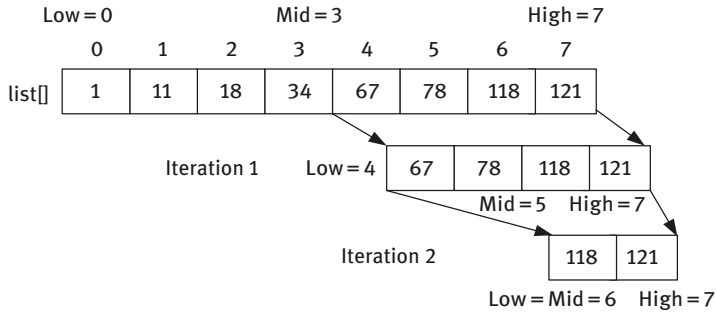 Low = 0 Mid = 3 High = 7
0 1 2 3 4 5 6 7
list[] 1 11 18 34 67 78 118 121
Iteration 1 Low = 4 67 78 118 121
Mid = 5 High = 7
Iteration 2 118 121
Low = Mid = 6 High = 7